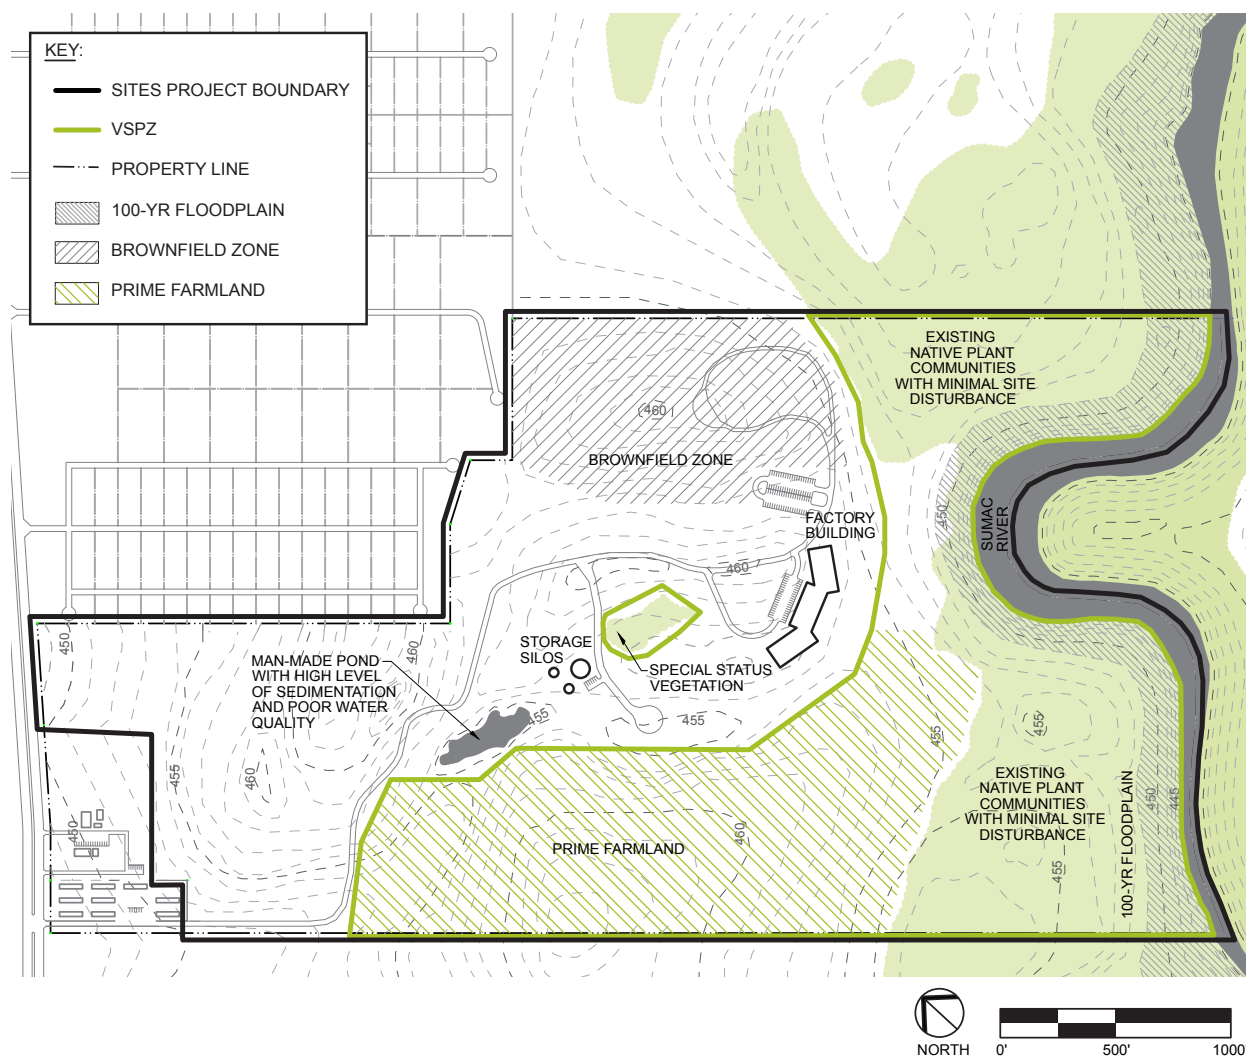 KEY:
SITES PROJECT BOUNDARY
VSPZ
PROPERTY LINE
100-YR FLOODPLAIN
BROWNFIELD ZONE
PRIME FARMLAND
EXISTING
NATIVE PLANT
COMMUNITIES
WITH MINIMAL SITE
DISTURBANCE
460
BROWNFIELD ZONE
FACTORY
BUILDING
450
SUMAC
RIVER
460
450
460
STORAGE
SILOS
MAN-MADE POND
WITH HIGH LEVEL
OF SEDIMENTATION
AND POOR WATER
QUALITY
SPECIAL STATUS
VEGETATION
455
455
455
455
455
460
EXISTING
NATIVE PLANT
COMMUNITIES
WITH MINIMAL SITE
DISTURBANCE
450
445
450
460
PRIME FARMLAND
455
100-YR FLOODPLAIN
NORTH
0'
500'
1000'